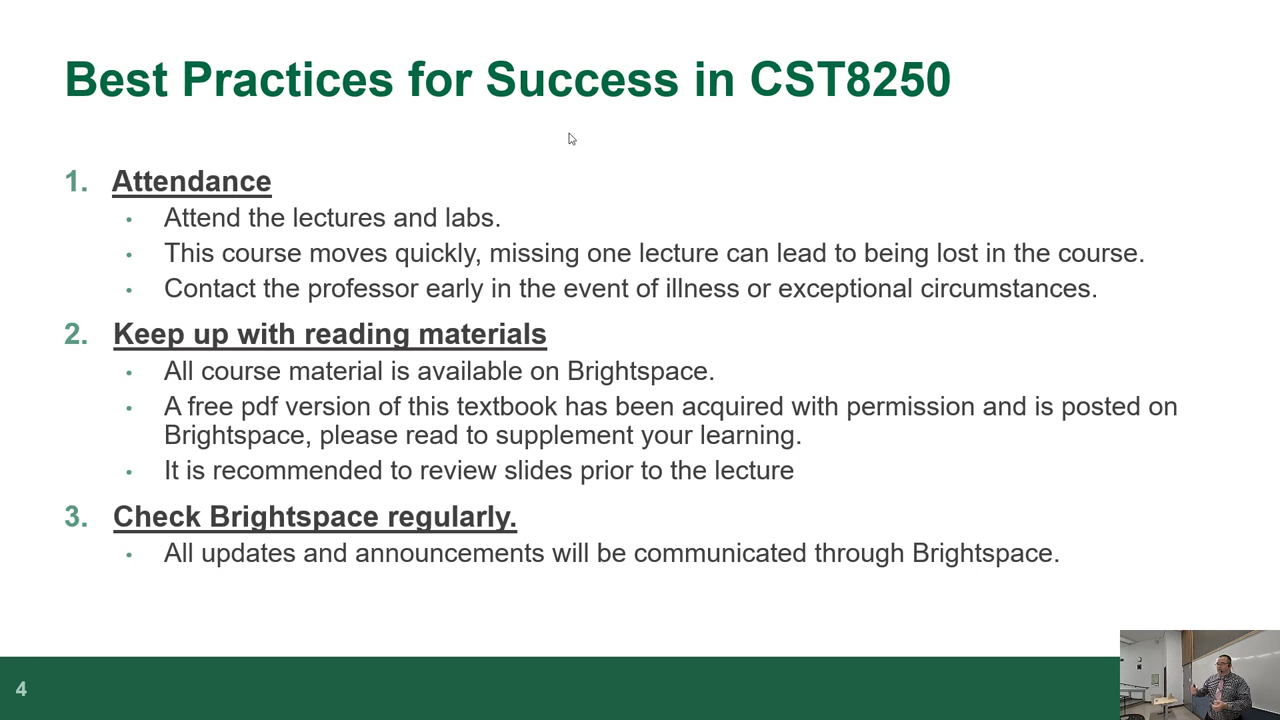 Best Practices for Success in CST8250
1. Attendance
• Attend the lectures and labs.
• This course moves quickly, missing one lecture can lead to being lost in the course.
• Contact the professor early in the event of illness or exceptional circumstances.
2. Keep up with reading materials
• All course material is available on Brightspace.
• A free pdf version of this textbook has been acquired with permission and is posted on
Brightspace, please read to supplement your learning.
• It is recommended to review slides prior to the lecture
3. Check Brightspace regularly.
• All updates and announcements will be communicated through Brightspace.
4